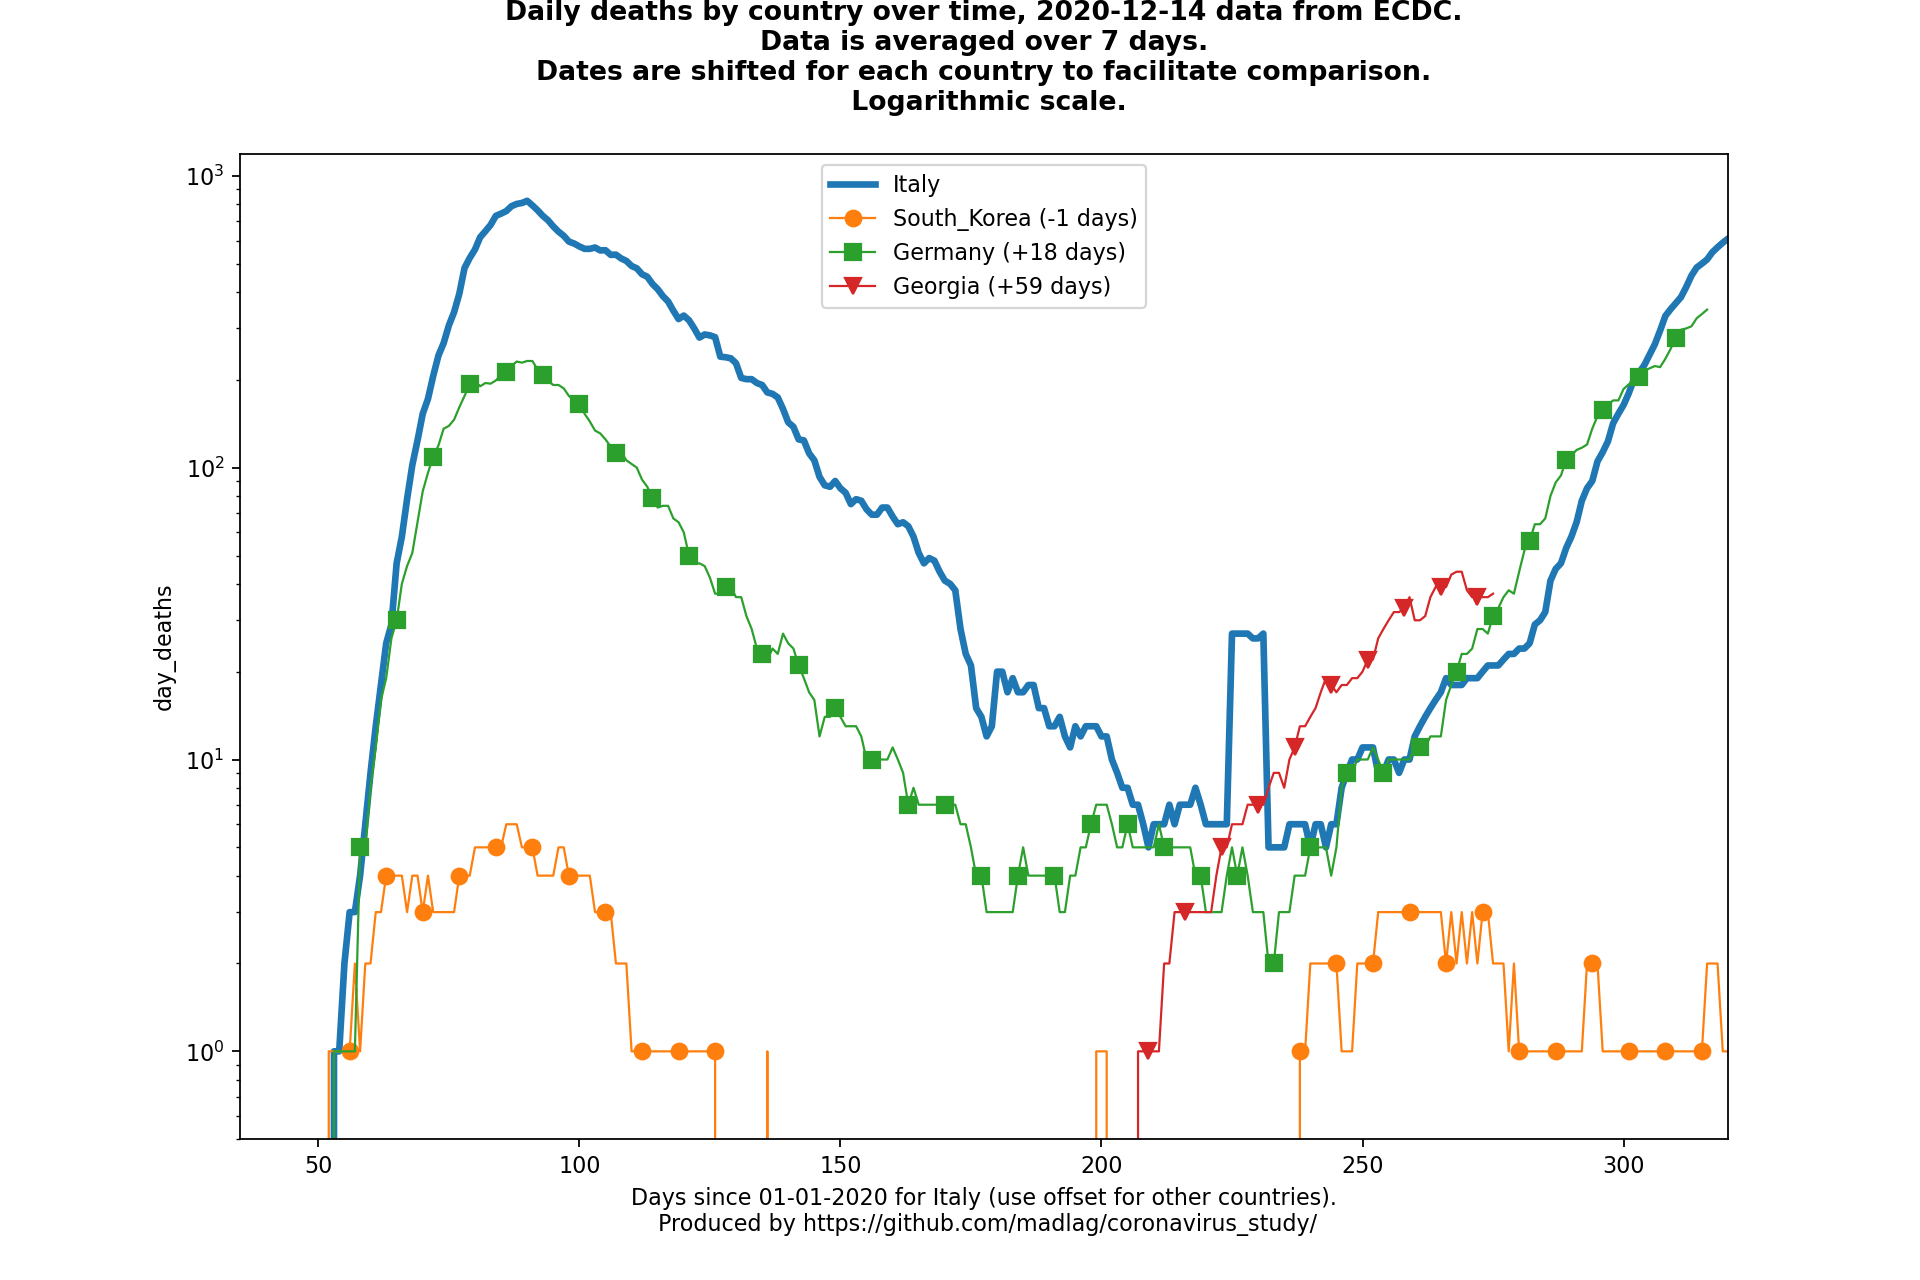 Daily deaths by country over time, 2020-12-14 data from ECDC.
Data is averaged over 7 days.
Dates are shifted for each country to facilitate comparison.
Logarithmic scale.
Italy
South_Korea (-1 days)
Germany (+18 days)
Georgia (+59 days)
day_deaths
10³
10²
10¹
10⁰
50 100 150 200 250 300
Days since 01-01-2020 for Italy (use offset for other countries).
Produced by https://github.com/madlag/coronavirus_study/